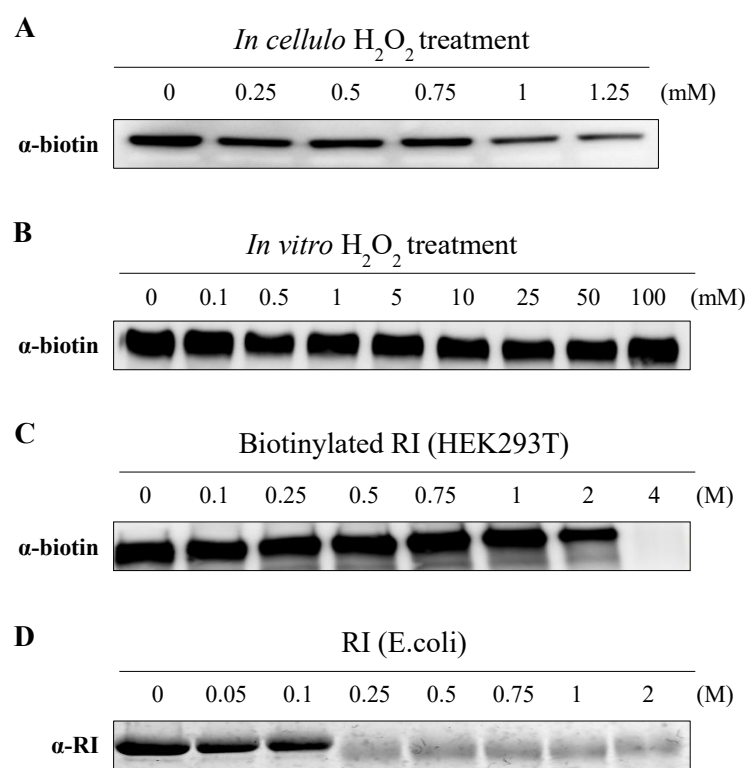 A
In cellulo H₂O₂ treatment
0 0.25 0.5 0.75 1 1.25 (mM)
α-biotin
B
In vitro H₂O₂ treatment
0 0.1 0.5 1 5 10 25 50 100 (mM)
α-biotin
C
Biotinylated RI (HEK293T)
0 0.1 0.25 0.5 0.75 1 2 4 (M)
α-biotin
D
RI (E.coli)
0 0.05 0.1 0.25 0.5 0.75 1 2 (M)
α-RI